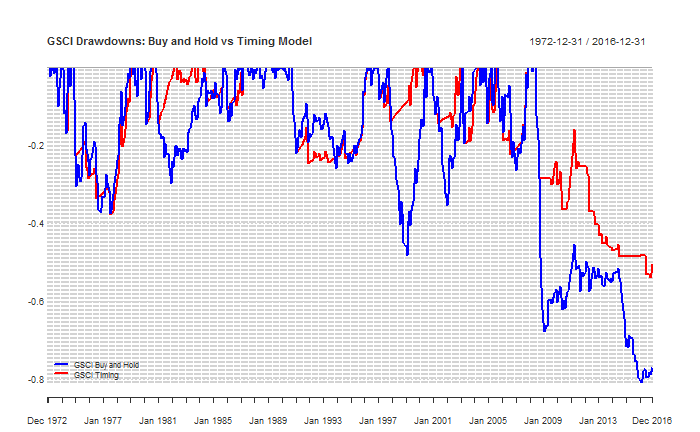 GSCI Drawdowns: Buy and Hold vs Timing Model
1972-12-31 / 2016-12-31
-0.2
-0.4
-0.6
-0.8
GSCI Buy and Hold
GSCI Timing
Dec 1972 Jan 1977 Jan 1981 Jan 1985 Jan 1989 Jan 1993 Jan 1997 Jan 2001 Jan 2005 Jan 2009 Jan 2013 Dec 2016